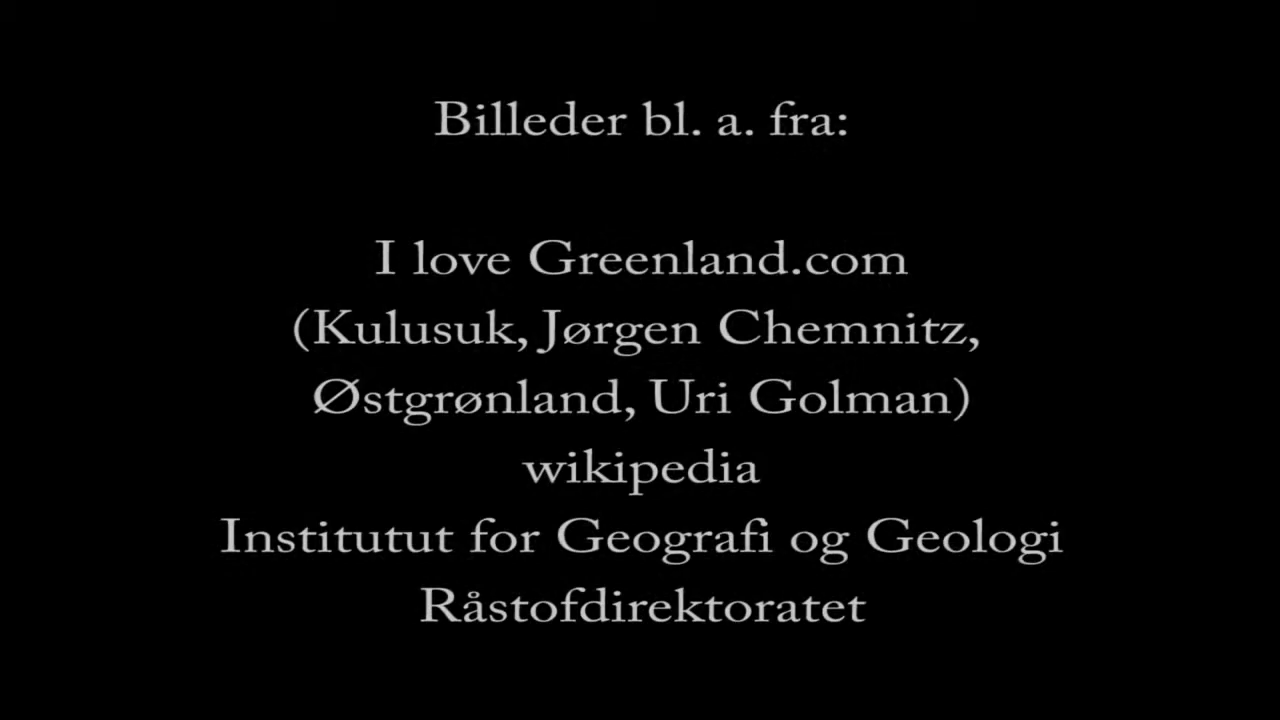 Billeder bl. a. fra:
I love Greenland.com
(Kulusuk, Jørgen Chemnitz,
Østgrønland, Uri Golman)
wikipedia
Institutut for Geografi og Geologi
Råstofdirektoratet